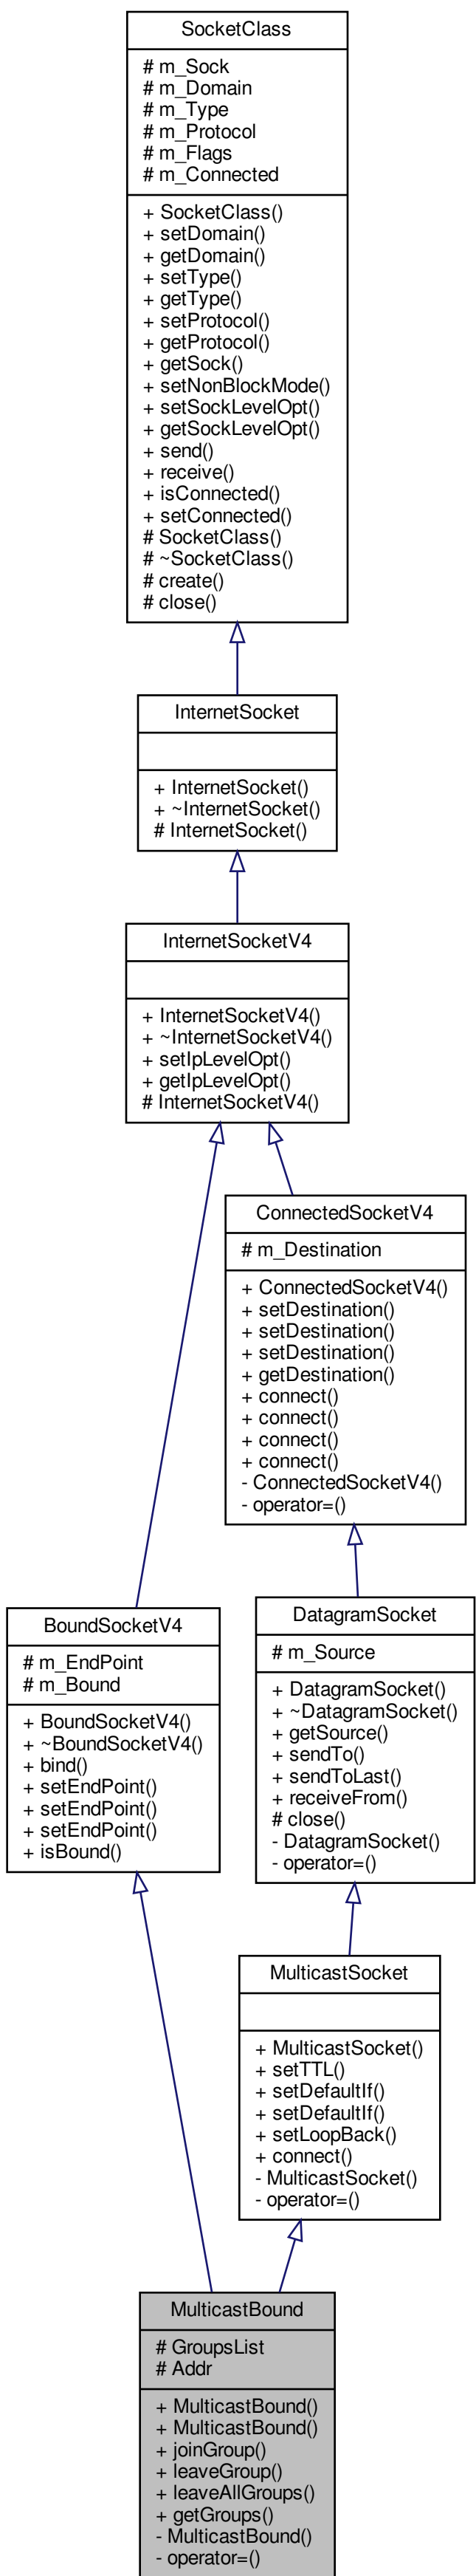 SocketClass
# m_Sock
# m_Domain
# m_Type
# m_Protocol
# m_Flags
# m_Connected
+ SocketClass()
+ setDomain()
+ getDomain()
+ setType()
+ getType()
+ setProtocol()
+ getProtocol()
+ getSock()
+ setNonBlockMode()
+ setSockLevelOpt()
+ getSockLevelOpt()
+ send()
+ receive()
+ isConnected()
+ setConnected()
# SocketClass()
# ~SocketClass()
# create()
# close()
InternetSocket
+ InternetSocket()
+ ~InternetSocket()
# InternetSocket()
InternetSocketV4
+ InternetSocketV4()
+ ~InternetSocketV4()
+ setIpLevelOpt()
+ getIpLevelOpt()
# InternetSocketV4()
ConnectedSocketV4
# m_Destination
+ ConnectedSocketV4()
+ setDestination()
+ setDestination()
+ setDestination()
+ getDestination()
+ connect()
+ connect()
+ connect()
+ connect()
- ConnectedSocketV4()
- operator=()
BoundSocketV4
# m_EndPoint
# m_Bound
+ BoundSocketV4()
+ ~BoundSocketV4()
+ bind()
+ setEndPoint()
+ setEndPoint()
+ setEndPoint()
+ isBound()
DatagramSocket
# m_Source
+ DatagramSocket()
+ ~DatagramSocket()
+ getSource()
+ sendTo()
+ sendToLast()
+ receiveFrom()
# close()
- DatagramSocket()
- operator=()
MulticastSocket
+ MulticastSocket()
+ setTTL()
+ setDefaultIf()
+ setDefaultIf()
+ setLoopBack()
+ connect()
- MulticastSocket()
- operator=()
MulticastBound
# GroupsList
# Addr
+ MulticastBound()
+ MulticastBound()
+ joinGroup()
+ leaveGroup()
+ leaveAllGroups()
+ getGroups()
- MulticastBound()
- operator=()